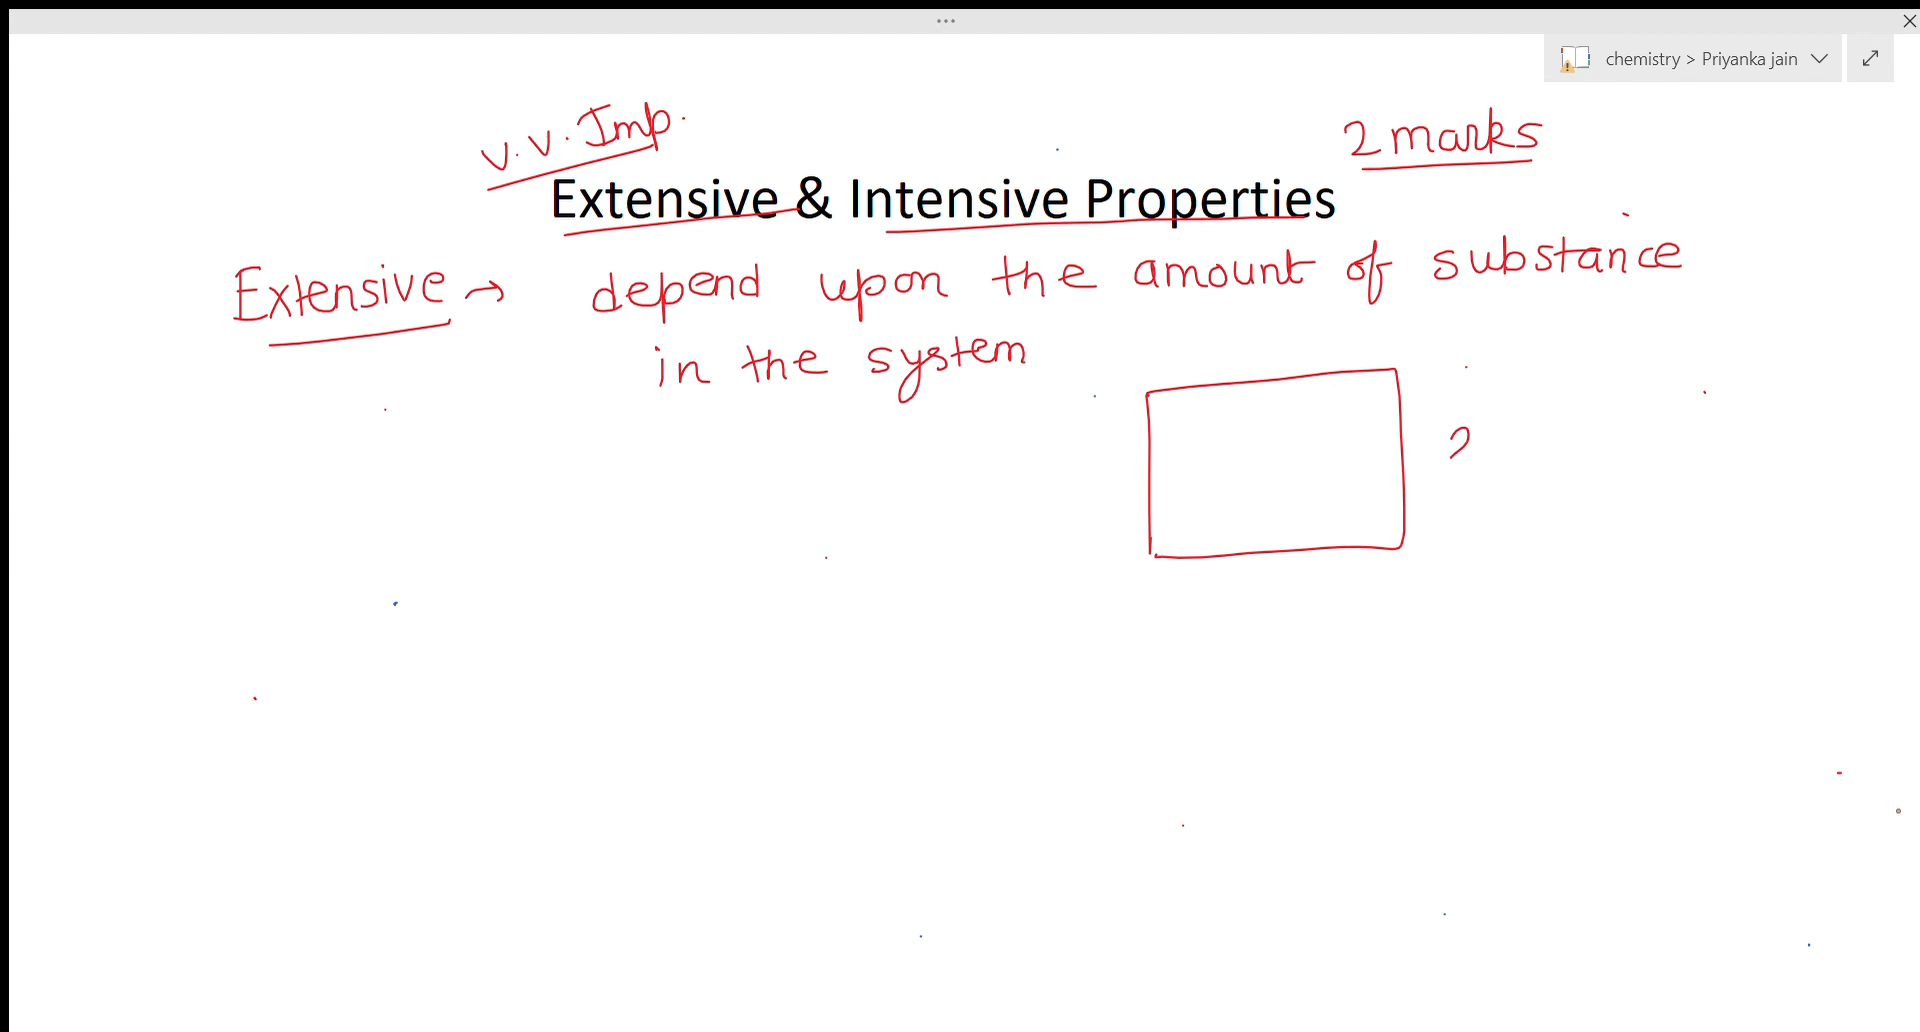 chemistry > Priyanka jain
v.v. Imp.
2 marks
Extensive & Intensive Properties
Extensive → depend upon the amount of substance
in the system
2